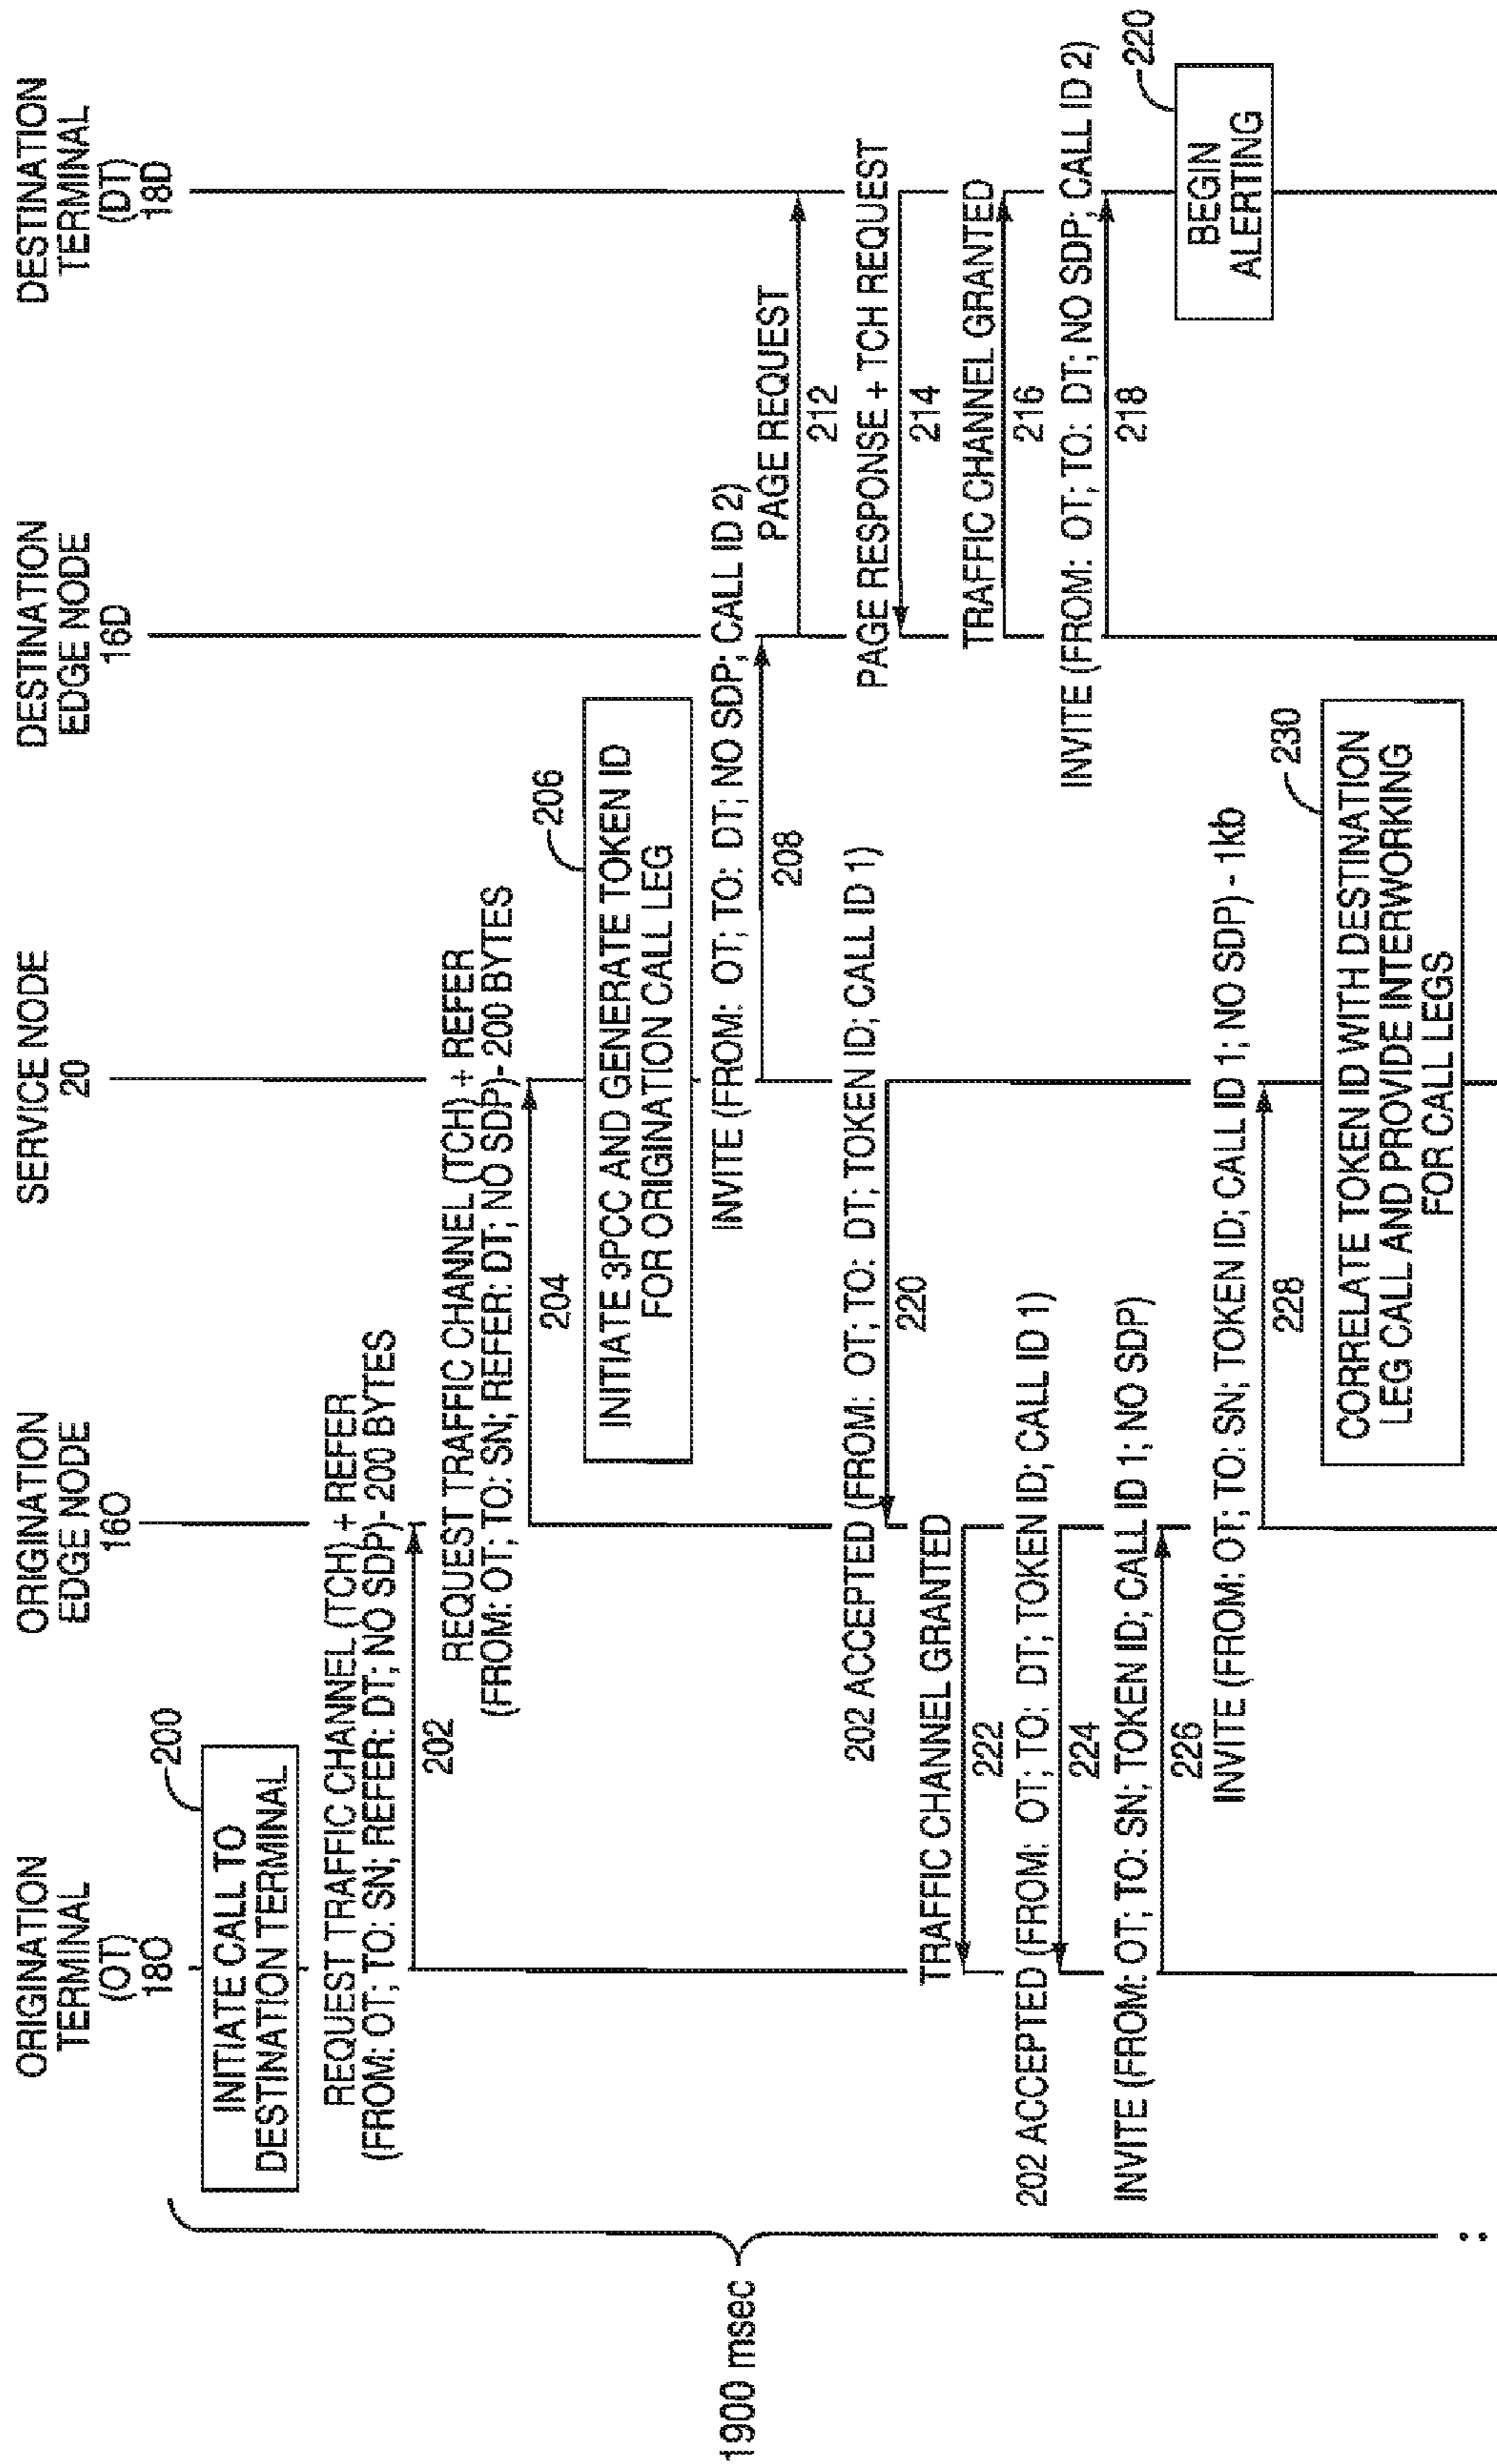 ORIGINATION
TERMINAL
(OT)
18O
ORIGINATION
EDGE NODE
16O
SERVICE NODE
20
DESTINATION
EDGE NODE
16D
DESTINATION
TERMINAL
(DT)
18D
1900 msec
INITIATE CALL TO
DESTINATION TERMINAL
200
REQUEST TRAFFIC CHANNEL (TCH) + REFER
(FROM: OT; TO: SN; REFER: DT; NO SDP)- 200 BYTES
202
REQUEST TRAFFIC CHANNEL (TCH) + REFER
(FROM: OT; TO: SN; REFER: DT; NO SDP)- 200 BYTES
204
INITIATE 3PCC AND GENERATE TOKEN ID
FOR ORIGINATION CALL LEG
206
INVITE (FROM: OT; TO: DT; NO SDP; CALL ID 2)
208
PAGE REQUEST
212
202 ACCEPTED (FROM: OT; TO: DT; TOKEN ID; CALL ID 1)
220
PAGE RESPONSE + TCH REQUEST
214
TRAFFIC CHANNEL GRANTED
222
TRAFFIC CHANNEL GRANTED
216
202 ACCEPTED (FROM: OT; TO: DT; TOKEN ID; CALL ID 1)
224
INVITE (FROM: OT; TO: DT; NO SDP; CALL ID 2)
218
INVITE (FROM: OT; TO: SN; TOKEN ID; CALL ID 1; NO SDP)
226
BEGIN
ALERTING
220
INVITE (FROM: OT; TO: SN; TOKEN ID; CALL ID 1; NO SDP) - 1kb
228
CORRELATE TOKEN ID WITH DESTINATION
LEG CALL AND PROVIDE INTERWORKING
FOR CALL LEGS
230